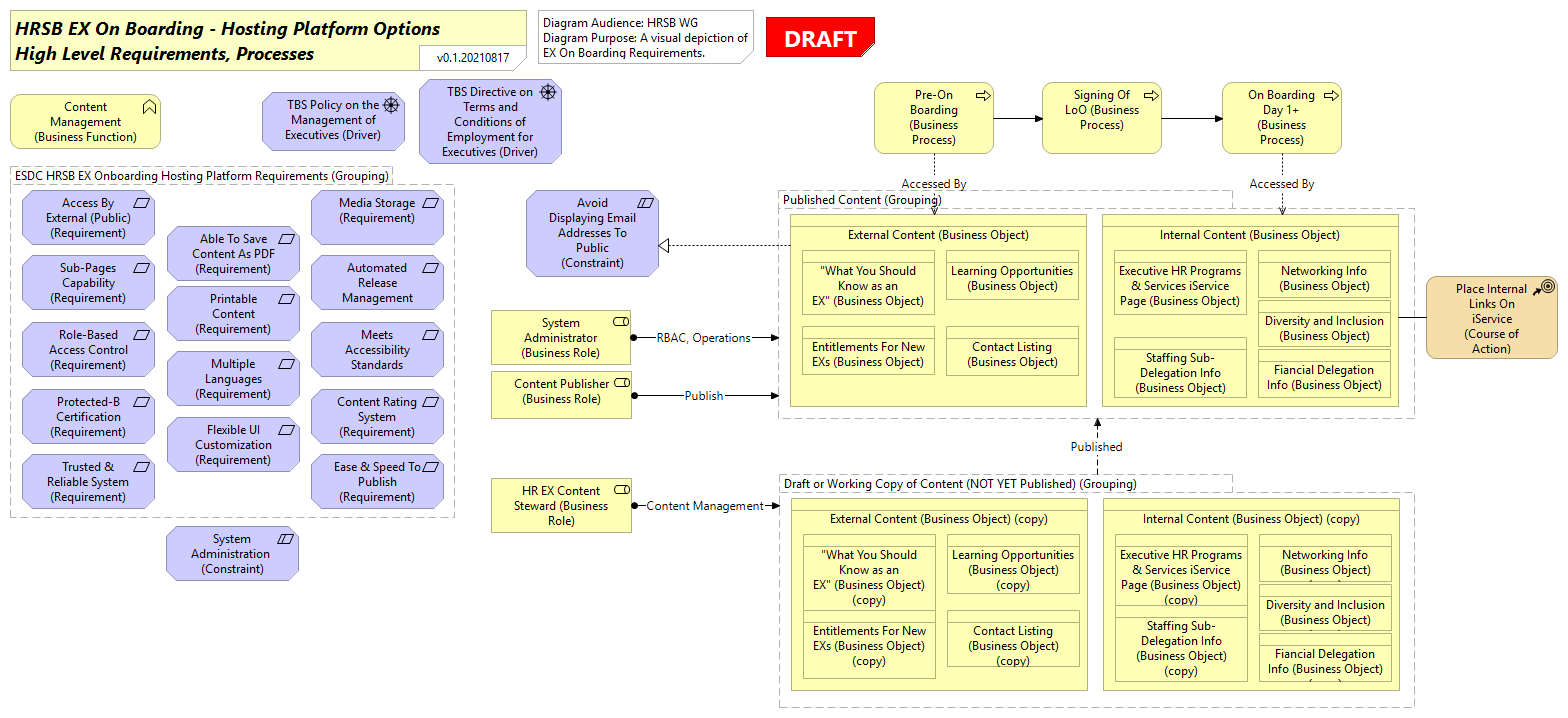 HRSB EX On Boarding - Hosting Platform Options
High Level Requirements, Processes
v0.1.20210817
Diagram Audience: HRSB WG
Diagram Purpose: A visual depiction of
EX On Boarding Requirements.
DRAFT
Content
Management
(Business Function)
TBS Policy on the
Management of
Executives (Driver)
TBS Directive on
Terms and
Conditions of
Employment for
Executives (Driver)
Pre-On
Boarding
(Business
Process)
Signing Of
LoO (Business
Process)
On Boarding
Day 1+
(Business
Process)
Accessed By
Accessed By
ESDC HRSB EX Onboarding Hosting Platform Requirements (Grouping)
Access By
External (Public)
(Requirement)
Sub-Pages
Capability
(Requirement)
Role-Based
Access Control
(Requirement)
Protected-B
Certification
(Requirement)
Trusted &
Reliable System
(Requirement)
Able To Save
Content As PDF
(Requirement)
Printable
Content
(Requirement)
Multiple
Languages
(Requirement)
Flexible UI
Customization
(Requirement)
Media Storage
(Requirement)
Automated
Release
Management
Meets
Accessibility
Standards
Content Rating
System
(Requirement)
Ease & Speed To
Publish
(Requirement)
System
Administration
(Constraint)
Avoid
Displaying Email
Addresses To
Public
(Constraint)
System
Administrator
(Business Role)
RBAC, Operations
Content Publisher
(Business Role)
Publish
HR EX Content
Steward (Business
Role)
Content Management
Published Content (Grouping)
External Content (Business Object)
"What You Should
Know as an
EX" (Business Object)
Learning Opportunities
(Business Object)
Entitlements For New
EXs (Business Object)
Contact Listing
(Business Object)
Internal Content (Business Object)
Executive HR Programs
& Services iService
Page (Business Object)
Staffing Sub-
Delegation Info
(Business Object)
Networking Info
(Business Object)
Diversity and Inclusion
(Business Object)
Fiancial Delegation
Info (Business Object)
Place Internal
Links On
iService
(Course of
Action)
Published
Draft or Working Copy of Content (NOT YET Published) (Grouping)
External Content (Business Object) (copy)
"What You Should
Know as an
EX" (Business Object)
(copy)
Learning Opportunities
(Business Object)
(copy)
Entitlements For New
EXs (Business Object)
(copy)
Contact Listing
(Business Object)
(copy)
Internal Content (Business Object) (copy)
Executive HR Programs
& Services iService
Page (Business Object)
(copy)
Staffing Sub-
Delegation Info
(Business Object)
(copy)
Networking Info
(Business Object)
Diversity and Inclusion
(Business Object)
Fiancial Delegation
Info (Business Object)